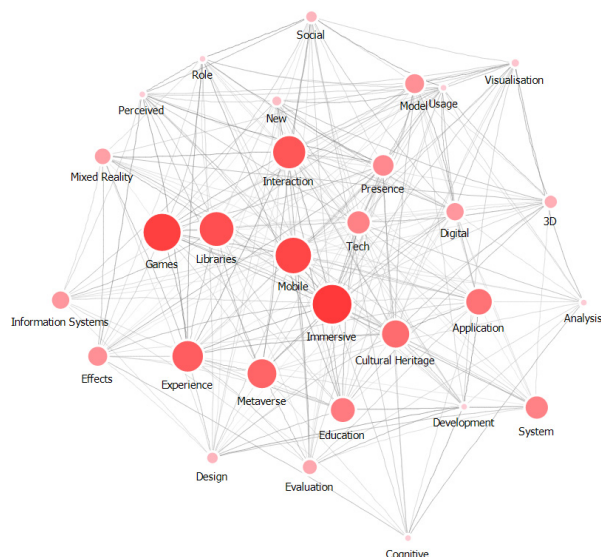 Social
Role
Visualisation
Model
Usage
Perceived
New
Mixed Reality
Interaction
Presence
Games
Libraries
Tech
Digital
3D
Mobile
Information Systems
Immersive
Application
Analysis
Effects
Experience
Cultural Heritage
Metaverse
Education
Development
System
Design
Evaluation
Cognitive